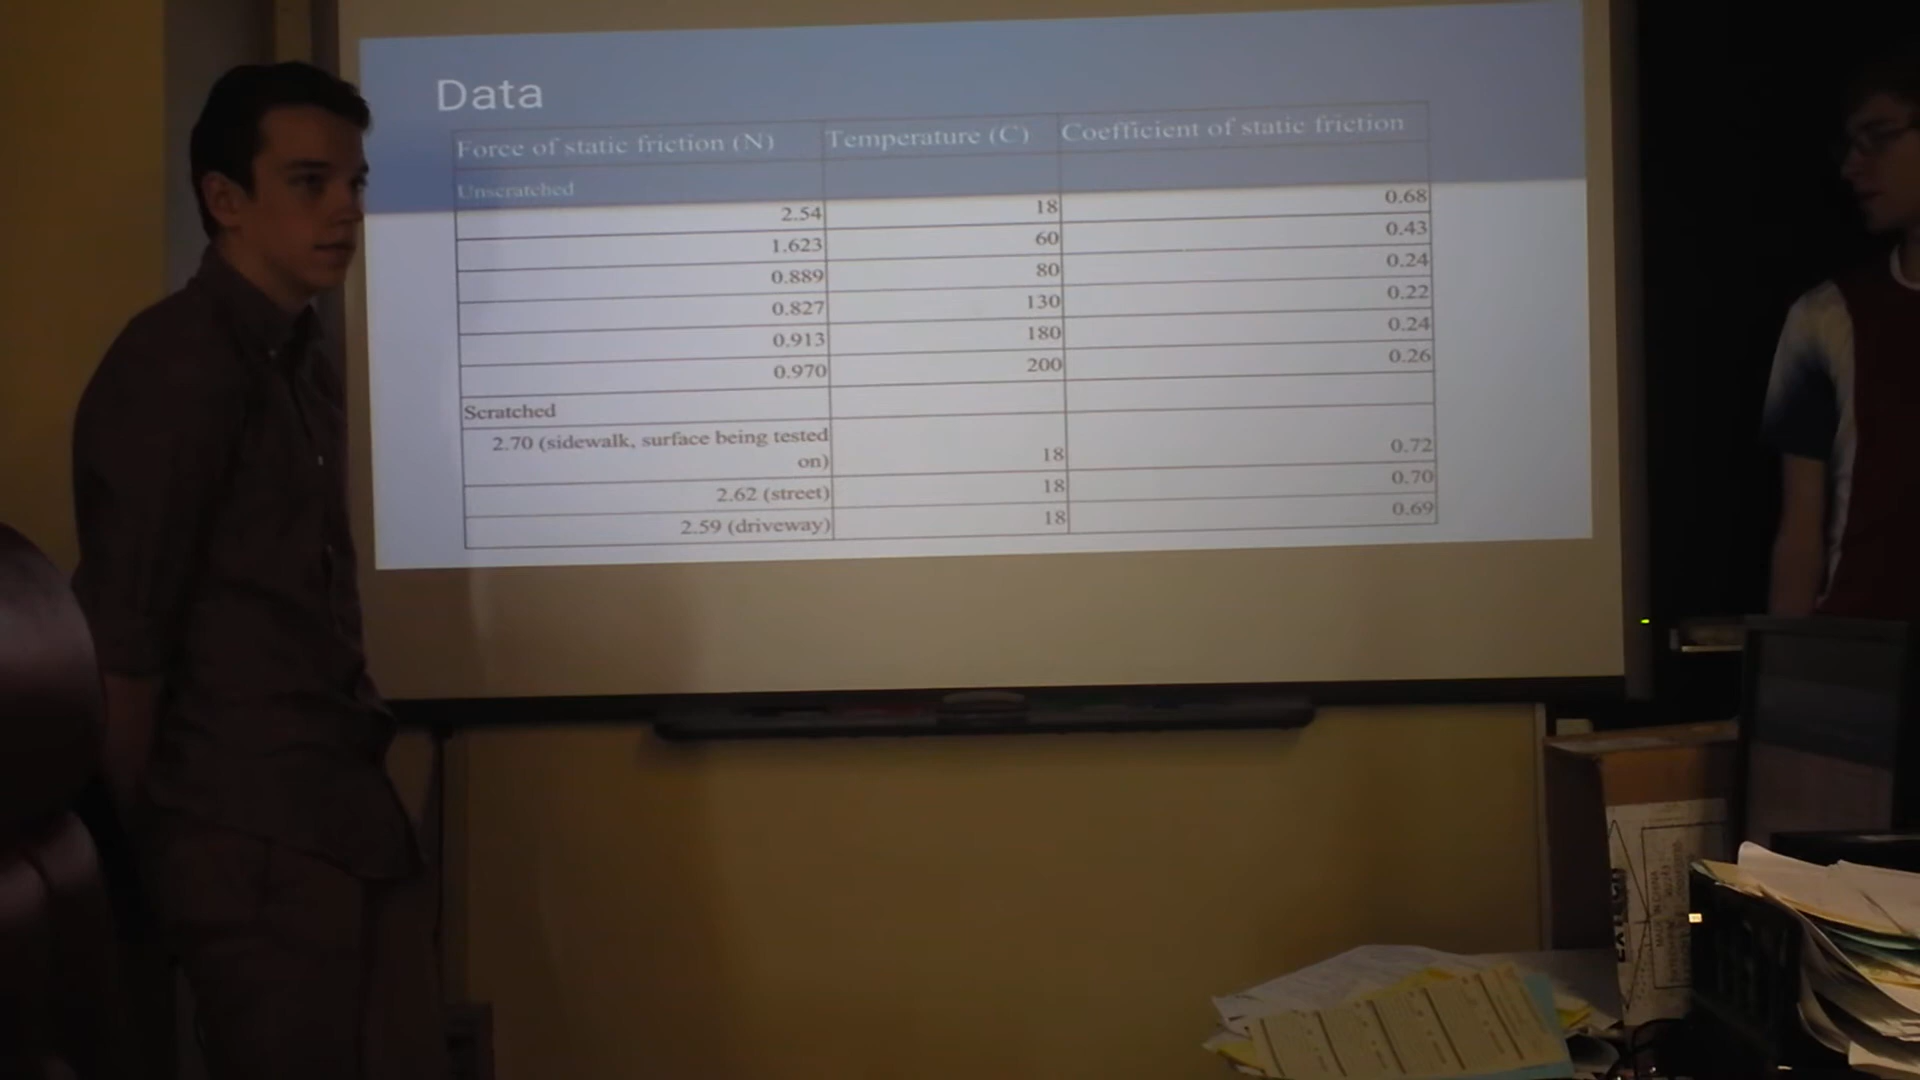 Data
Force of static friction (N) Temperature (C) Coefficient of static friction
Unscratched
2.54 18 0.68
1.623 60 0.43
0.889 80 0.24
0.827 130 0.22
0.913 180 0.24
0.970 200 0.26
Scratched
2.70 (sidewalk, surface being tested
on) 18 0.72
2.62 (street) 18 0.70
2.59 (driveway) 18 0.69